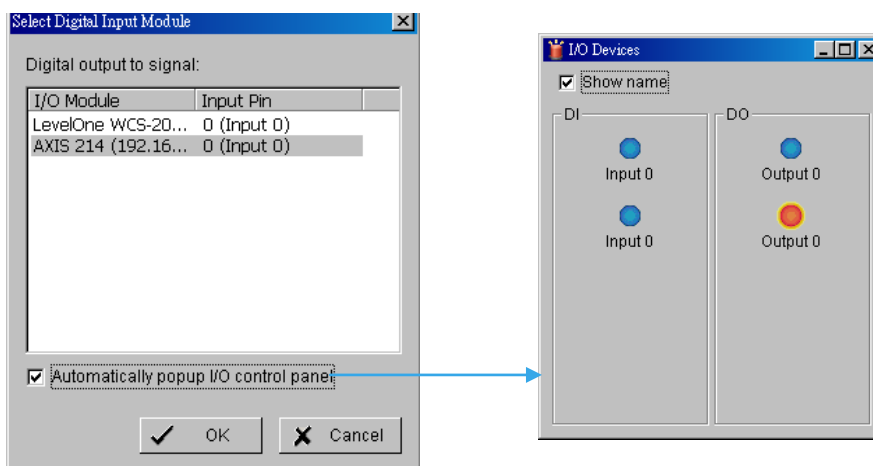 Select Digital Input Module
Digital output to signal:
I/O Module Input Pin
LevelOne WCS-20... 0 (Input 0)
AXIS 214 (192.16... 0 (Input 0)
Automatically popup I/O control panel
OK Cancel
I/O Devices
Show name
DI DO
Input 0 Output 0
Input 0 Output 0